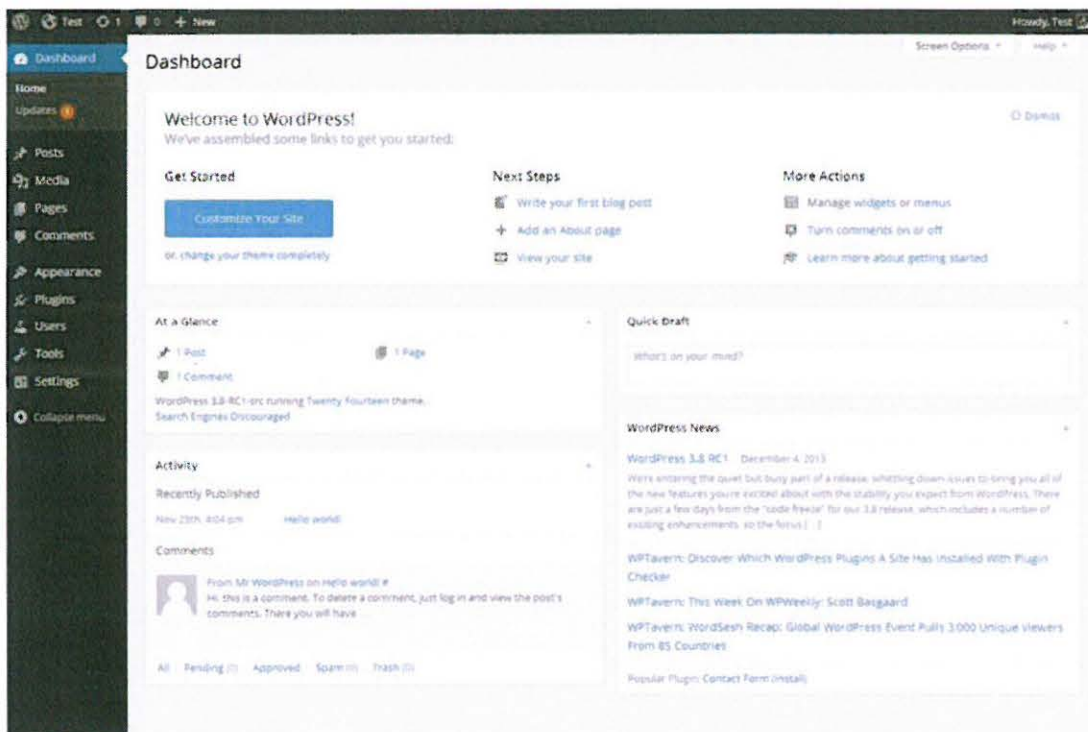 Test 1 0 + New
Howdy, Test
Screen Options
Help
Dashboard
Home
Updates 1
Posts
Media
Pages
Comments
Appearance
Plugins
Users
Tools
Settings
Collapse menu
Dashboard
Welcome to WordPress!
We've assembled some links to get you started:
Dismiss
Get Started
Customize Your Site
or, change your theme completely
Next Steps
Write your first blog post
Add an About page
View your site
More Actions
Manage widgets or menus
Turn comments on or off
Learn more about getting started
At a Glance
1 Post
1 Page
1 Comment
WordPress 3.8-RC1-src running Twenty Fourteen theme.
Search Engines Discouraged
Activity
Recently Published
Nov 25th, 4:04 pm Hello world!
Comments
From Mr WordPress on Hello world! #
Hi, this is a comment. To delete a comment, just log in and view the post's
comments. There you will have
All Pending (0) Approved Spam (0) Trash (0)
Quick Draft
What's on your mind?
WordPress News
WordPress 3.8 RC1 December 4, 2013
We're entering the quiet but busy part of a release, whittling down issues to bring you all of
the new features you're excited about with the stability you expect from WordPress. There
are just a few days from the "code freeze" for our 3.8 release, which includes a number of
exciting enhancements, so the focus [...]
WPTavern: Discover Which WordPress Plugins A Site Has Installed With Plugin
Checker
WPTavern: This Week On WPWeekly: Scott Basgaard
WPTavern: WordSesh Recap: Global WordPress Event Pulls 3,000 Unique Viewers
From 85 Countries
Popular Plugin: Contact Form (Install)